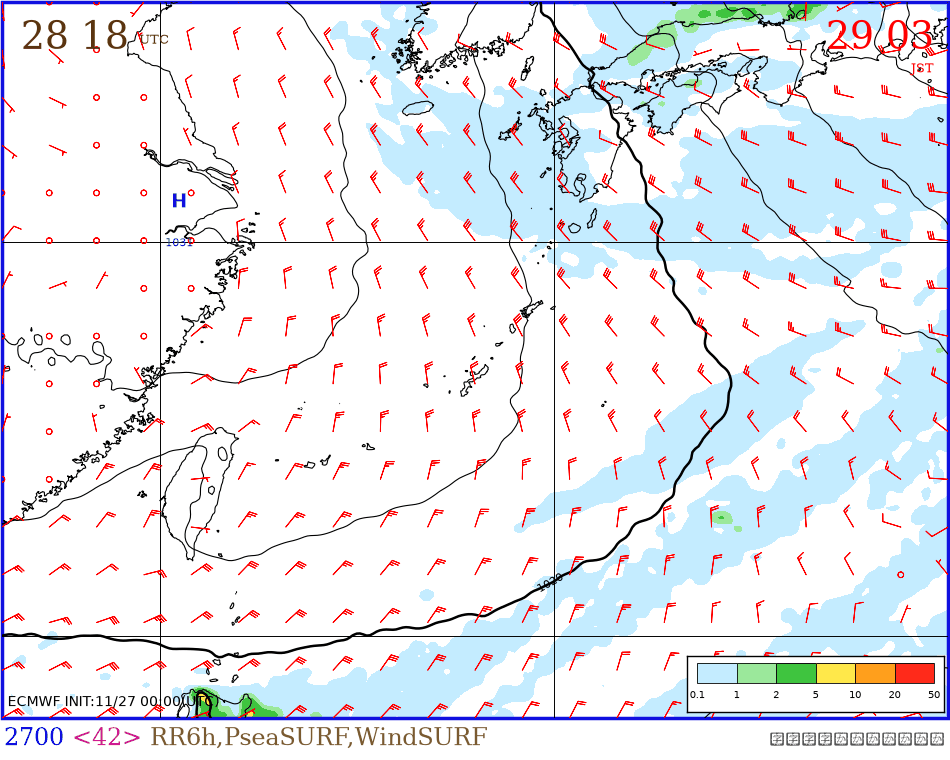 28 18 UTC
29 03
JST
H
1031
1020
0.1 1 2 5 10 20 50
ECMWF INIT:11/27 00:00(UTC)
2700 <42> RR6h,PseaSURF,WindSURF